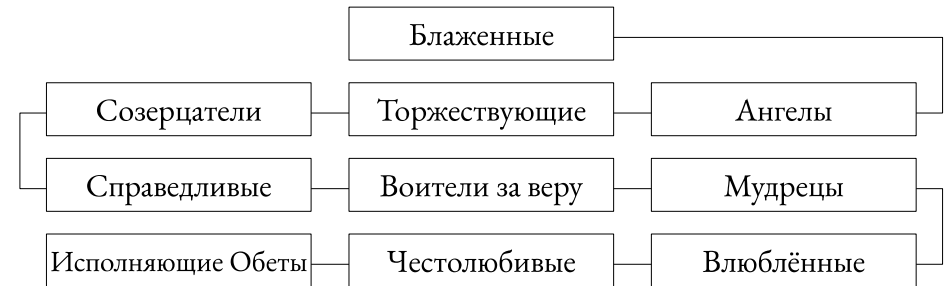 Блаженные
Созерцатели Торжествующие Ангелы
Справедливые Воители за веру Мудрецы
Исполняющие Обеты Честолюбивые Влюблённые